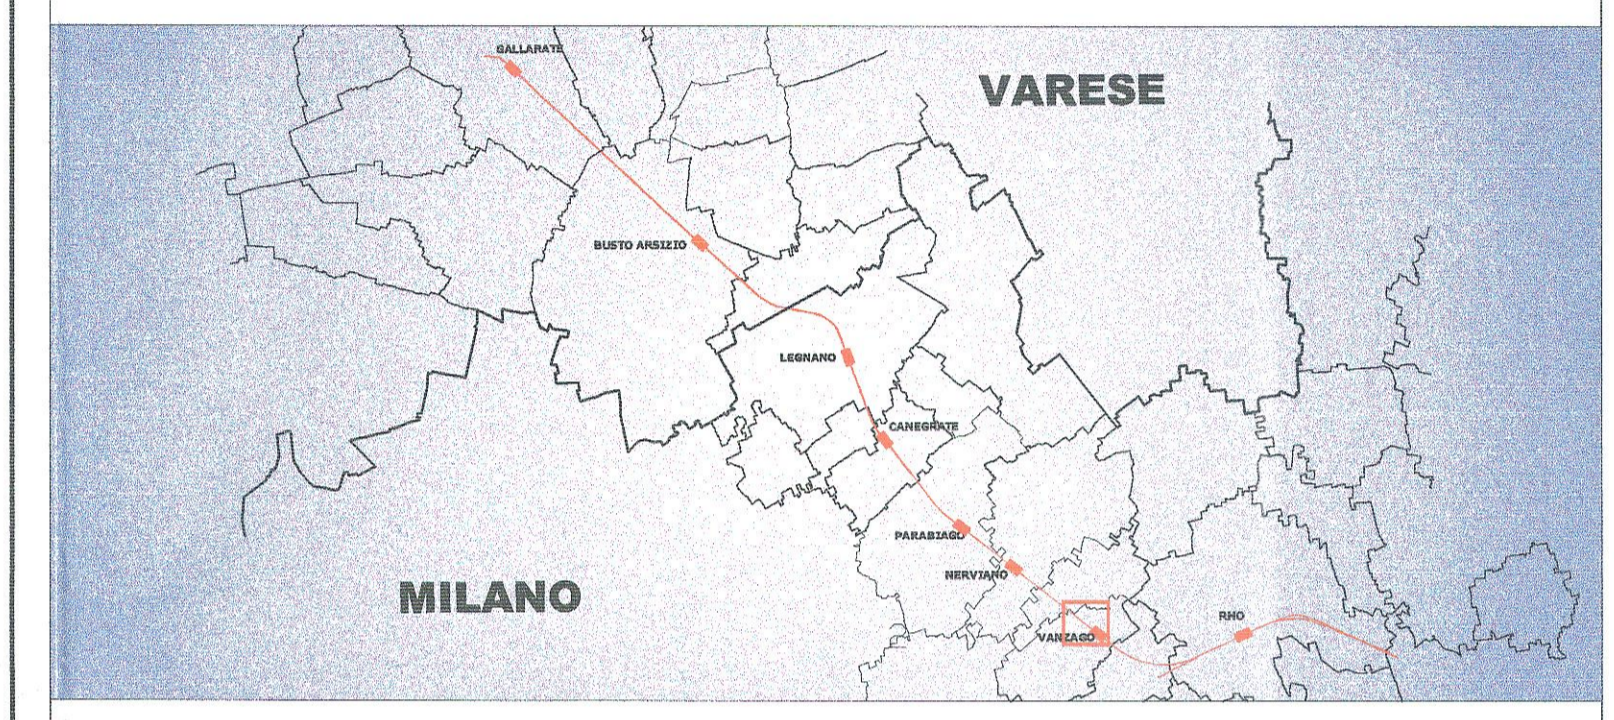 GALLARATE
VARESE
BUSTO ARSIZIO
LEGNANO
CANEGRATE
PARABIAGO
NERVIANO
MILANO
RHO
VANZAGO